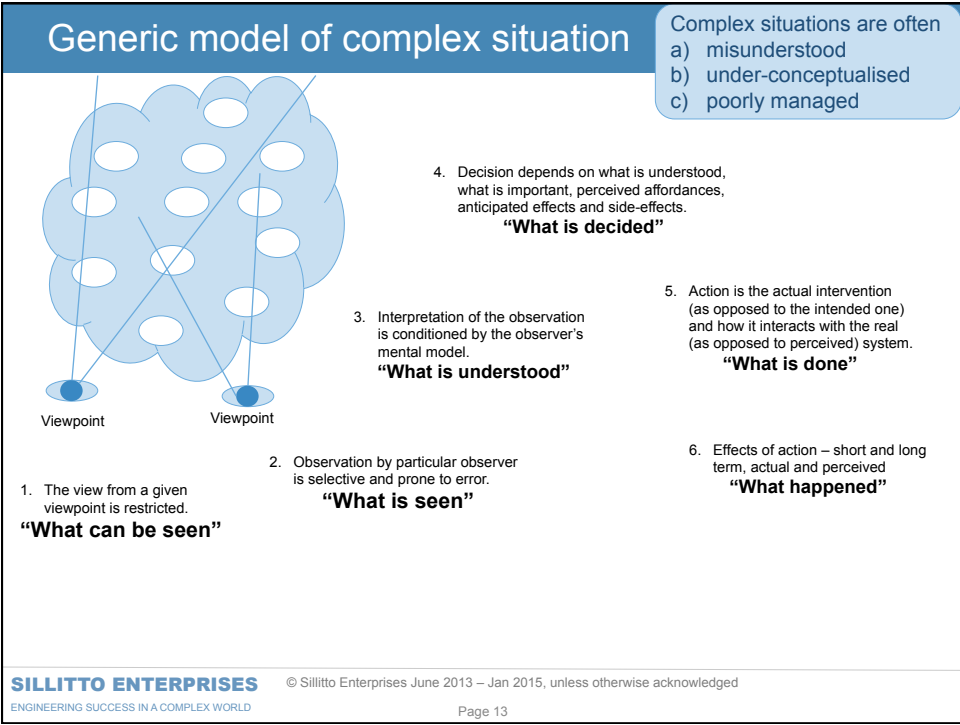 Generic model of complex situation
Complex situations are often
a) misunderstood
b) under-conceptualised
c) poorly managed
4. Decision depends on what is understood,
what is important, perceived affordances,
anticipated effects and side-effects.
“What is decided”
5. Action is the actual intervention
(as opposed to the intended one)
and how it interacts with the real
(as opposed to perceived) system.
“What is done”
3. Interpretation of the observation
is conditioned by the observer’s
mental model.
“What is understood”
Viewpoint
Viewpoint
2. Observation by particular observer
is selective and prone to error.
“What is seen”
6. Effects of action – short and long
term, actual and perceived
“What happened”
1. The view from a given
viewpoint is restricted.
“What can be seen”
SILLITTO ENTERPRISES
ENGINEERING SUCCESS IN A COMPLEX WORLD
© Sillitto Enterprises June 2013 – Jan 2015, unless otherwise acknowledged
Page 13